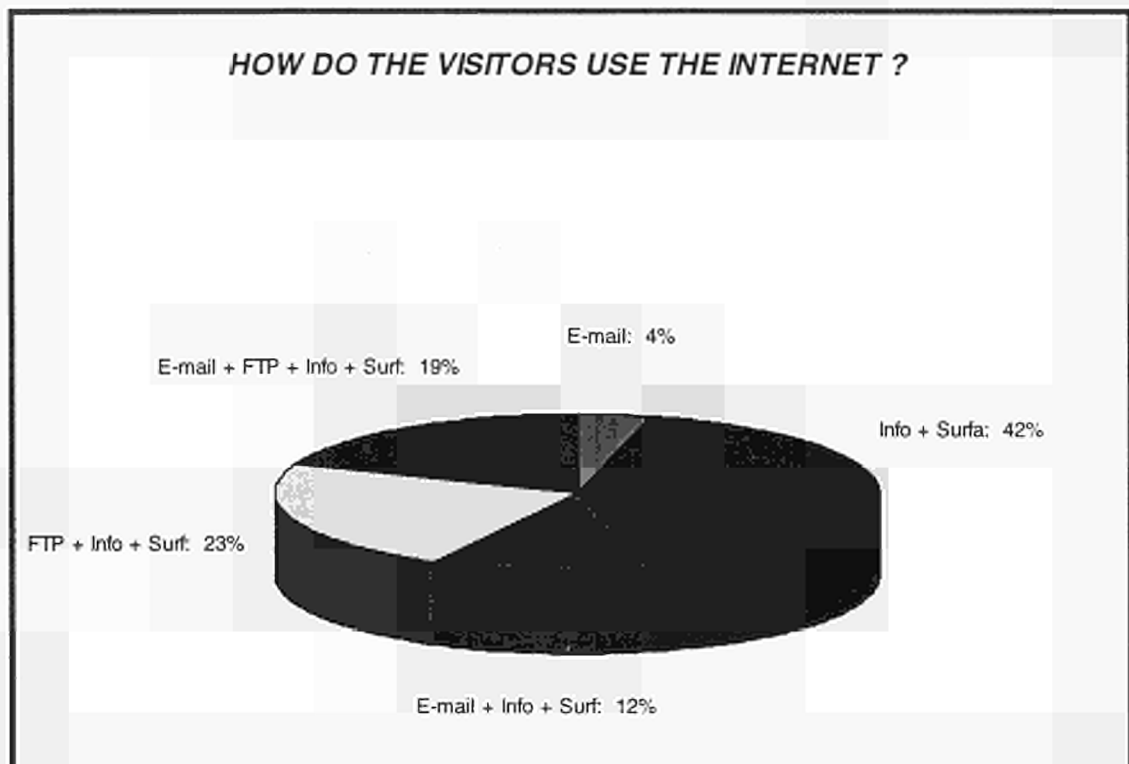 HOW DO THE VISITORS USE THE INTERNET ?
E-mail: 4%
E-mail + FTP + Info + Surf: 19%
Info + Surfa: 42%
FTP + Info + Surf: 23%
E-mail + Info + Surf: 12%